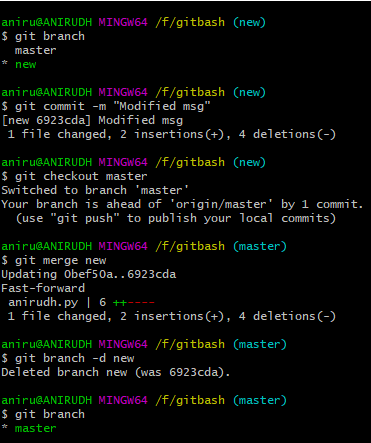 aniru@ANIRUDH MINGW64 /f/gitbash (new)
$ git branch
  master
* new
aniru@ANIRUDH MINGW64 /f/gitbash (new)
$ git commit -m "Modified msg"
[new 6923cda] Modified msg
 1 file changed, 2 insertions(+), 4 deletions(-)
aniru@ANIRUDH MINGW64 /f/gitbash (new)
$ git checkout master
Switched to branch 'master'
Your branch is ahead of 'origin/master' by 1 commit.
  (use "git push" to publish your local commits)
aniru@ANIRUDH MINGW64 /f/gitbash (master)
$ git merge new
Updating 0bef50a..6923cda
Fast-forward
 anirudh.py | 6 ++----
 1 file changed, 2 insertions(+), 4 deletions(-)
aniru@ANIRUDH MINGW64 /f/gitbash (master)
$ git branch -d new
Deleted branch new (was 6923cda).
aniru@ANIRUDH MINGW64 /f/gitbash (master)
$ git branch
* master